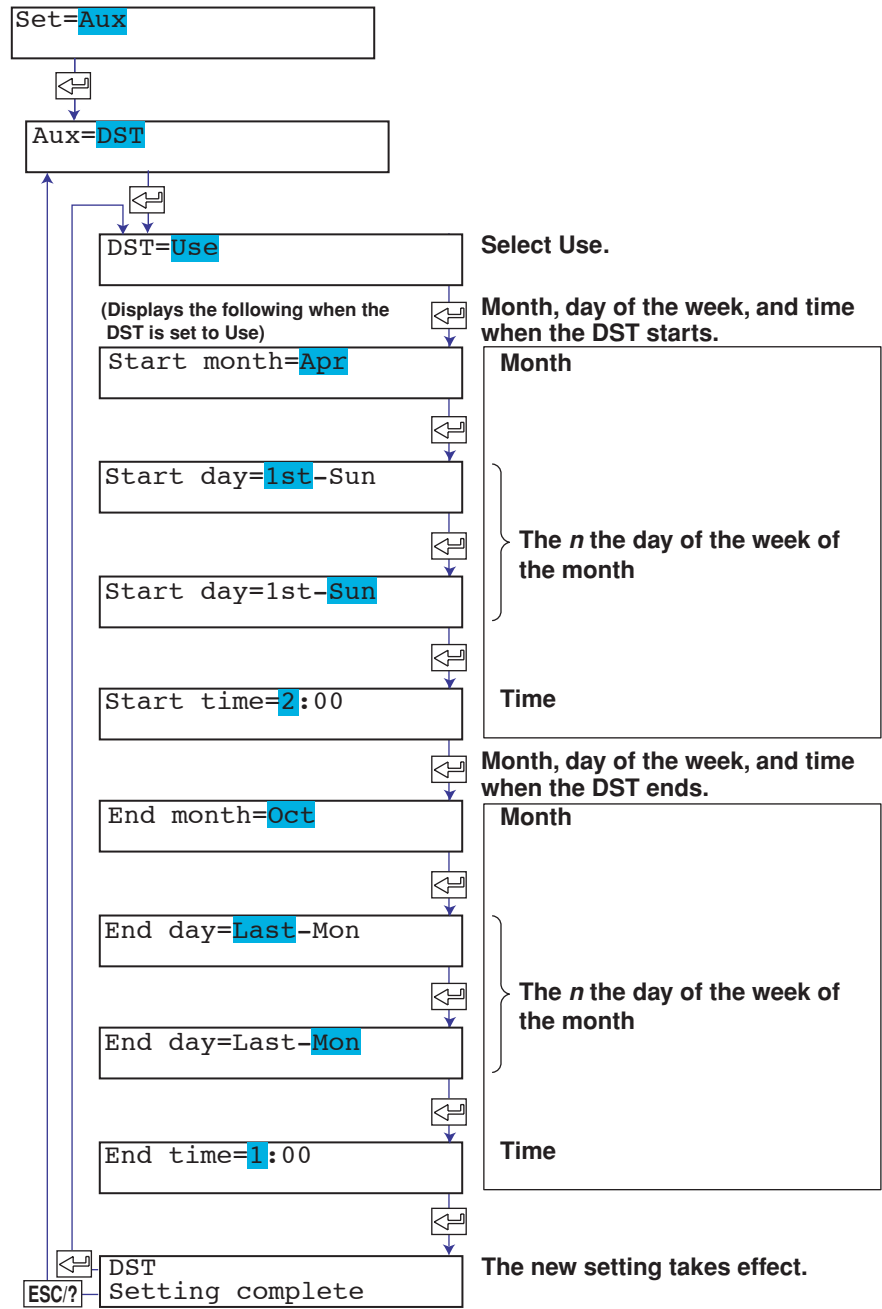 Set=Aux
Aux=DST
DST=Use
Select Use.
(Displays the following when the
DST is set to Use)
Month, day of the week, and time
when the DST starts.
Start month=Apr
Month
Start day=1st-Sun
The n the day of the week of
the month
Start day=1st-Sun
Start time=2:00
Time
Month, day of the week, and time
when the DST ends.
End month=Oct
Month
End day=Last-Mon
The n the day of the week of
the month
End day=Last-Mon
End time=1:00
Time
DST
Setting complete
The new setting takes effect.
ESC/?